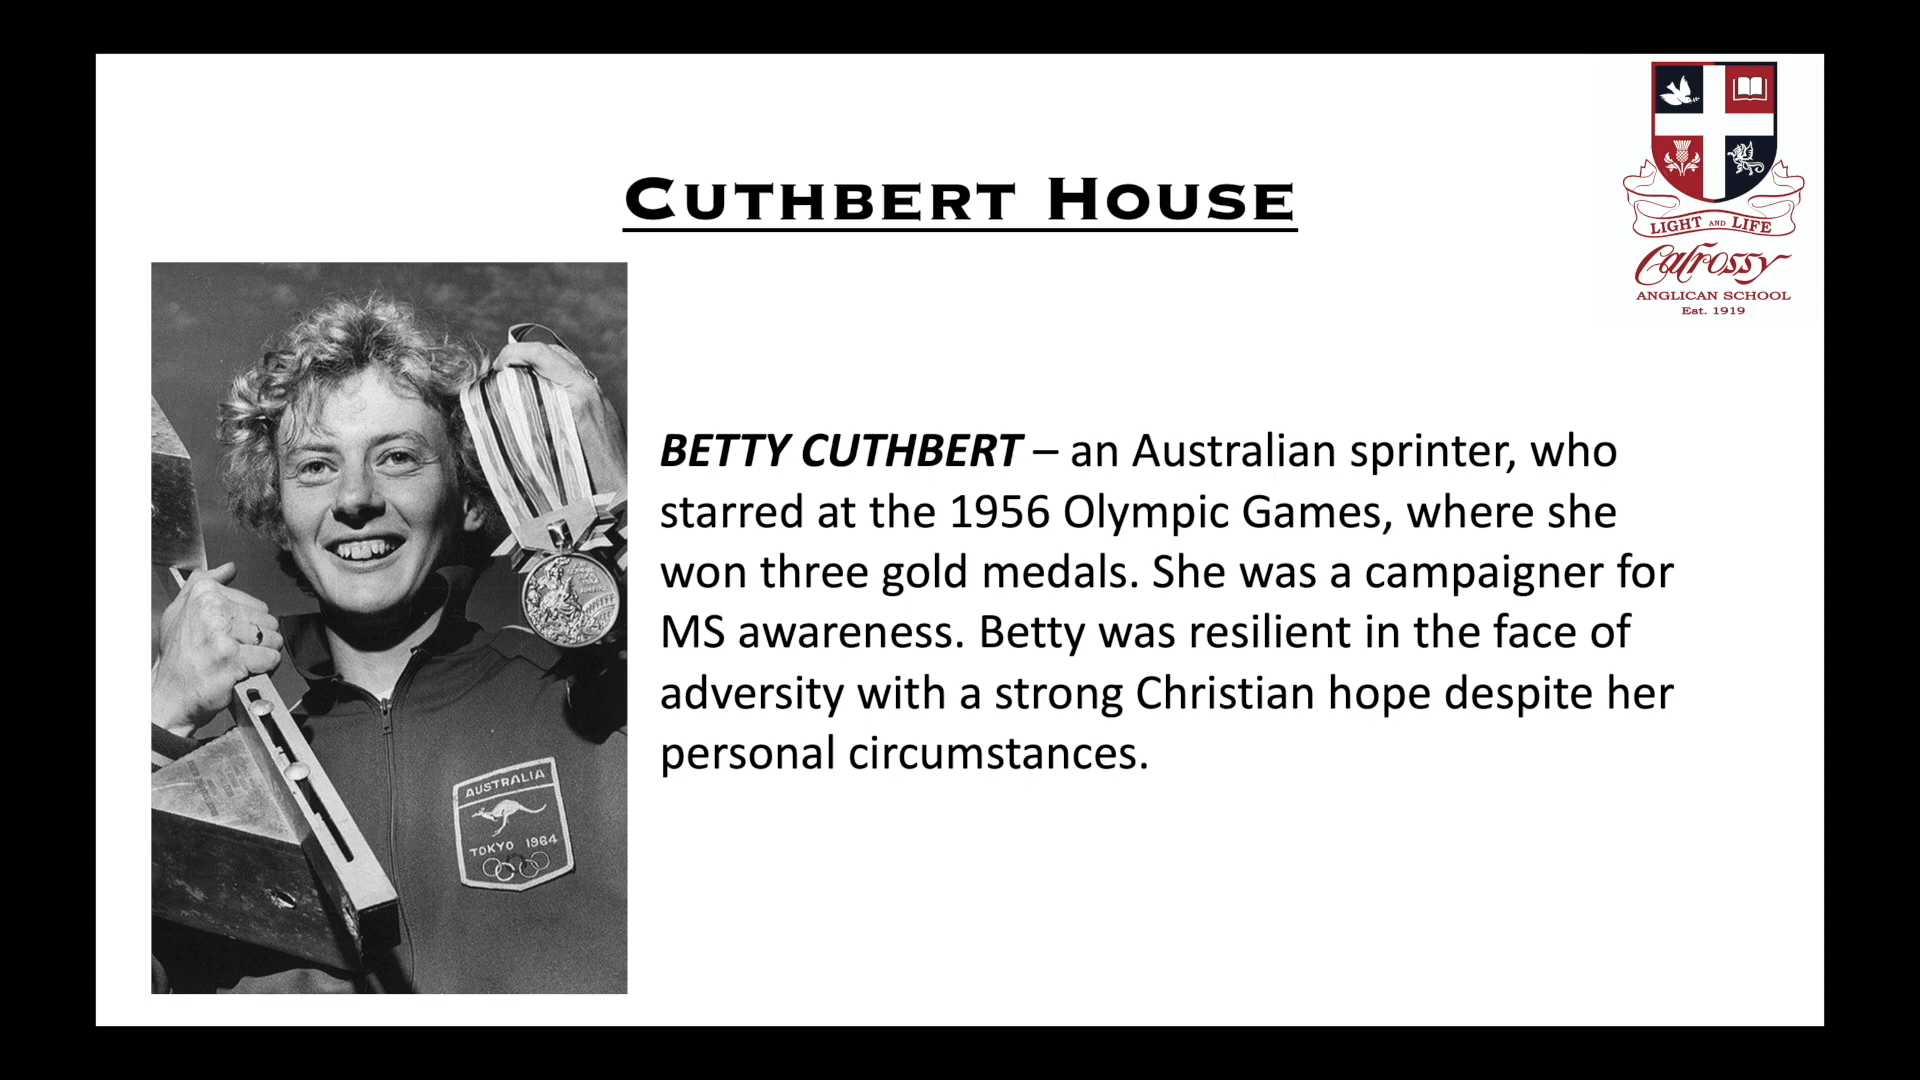 CUTHBERT HOUSE
LIGHT AND LIFE
Calrossy
ANGLICAN SCHOOL
Est. 1919
BETTY CUTHBERT – an Australian sprinter, who
starred at the 1956 Olympic Games, where she
won three gold medals. She was a campaigner for
MS awareness. Betty was resilient in the face of
adversity with a strong Christian hope despite her
personal circumstances.
AUSTRALIA
TOKYO 1964